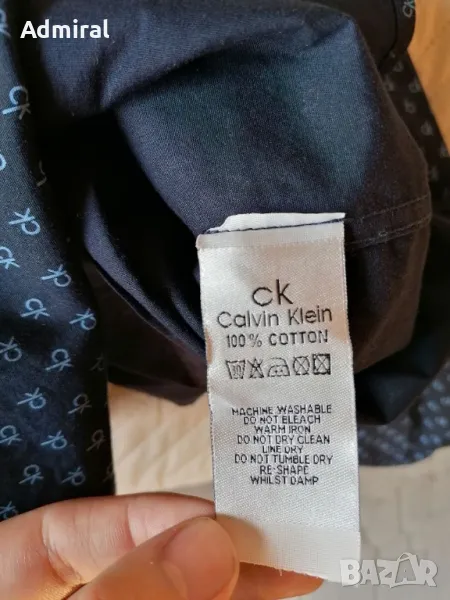 Admiral
ck
Calvin Klein
100% COTTON
MACHINE WASHABLE
DO NOT BLEACH
WARM IRON
DO NOT DRY CLEAN
LINE DRY
DO NOT TUMBLE DRY
RE-SHAPE
WHILST DAMP
BAZAR